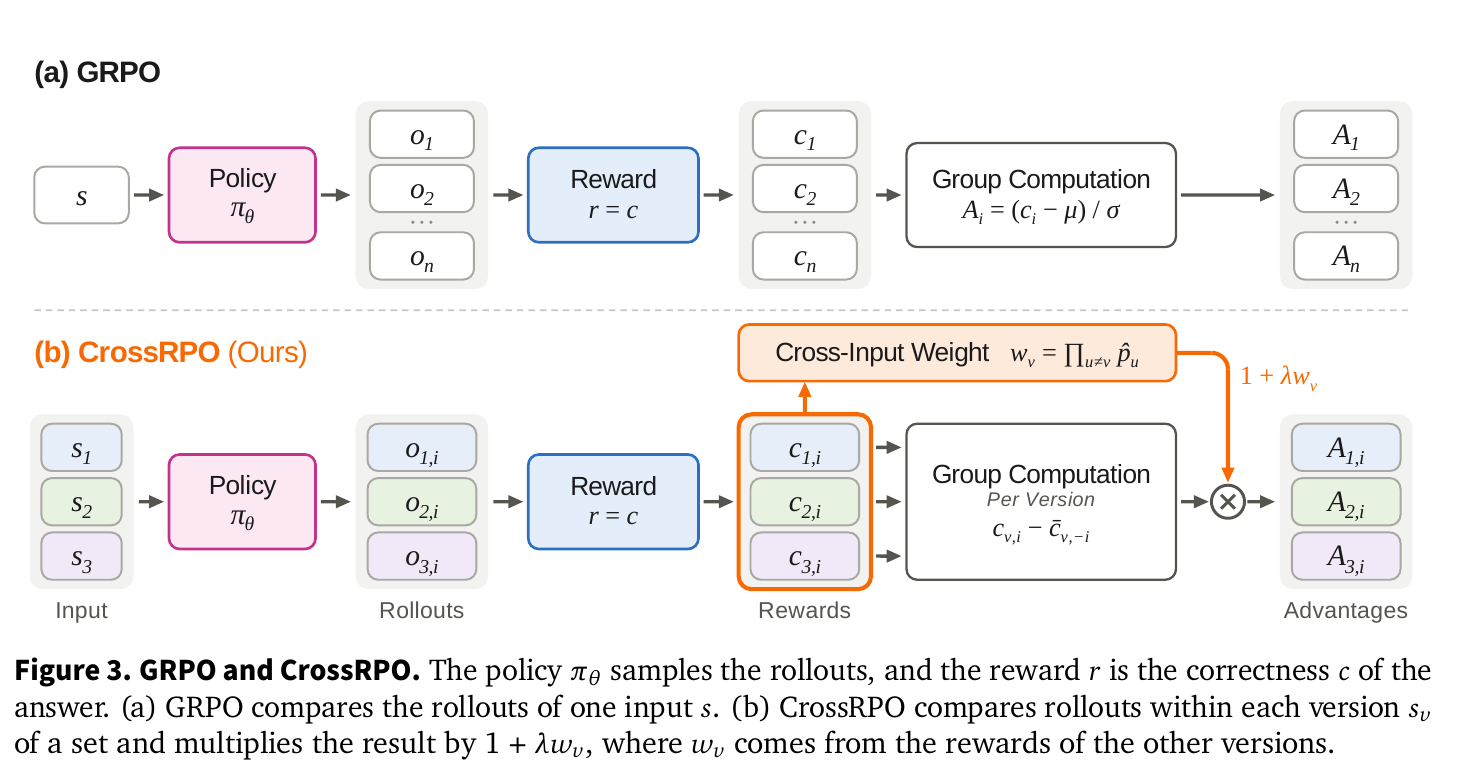 (a) GRPO
s
Policy
πθ
o1
o2
...
on
Reward
r = c
c1
c2
...
cn
Group Computation
Ai = (ci − μ) / σ
A1
A2
...
An
(b) CrossRPO (Ours)
Cross-Input Weight wv = ∏u≠v p̂u
1 + λwv
s1
s2
s3
Input
Policy
πθ
o1,i
o2,i
o3,i
Rollouts
Reward
r = c
c1,i
c2,i
c3,i
Rewards
Group Computation
Per Version
cv,i − c̄v,−i
A1,i
A2,i
A3,i
Advantages
Figure 3. GRPO and CrossRPO. The policy πθ samples the rollouts, and the reward r is the correctness c of the
answer. (a) GRPO compares the rollouts of one input s. (b) CrossRPO compares rollouts within each version sv
of a set and multiplies the result by 1 + λwv, where wv comes from the rewards of the other versions.